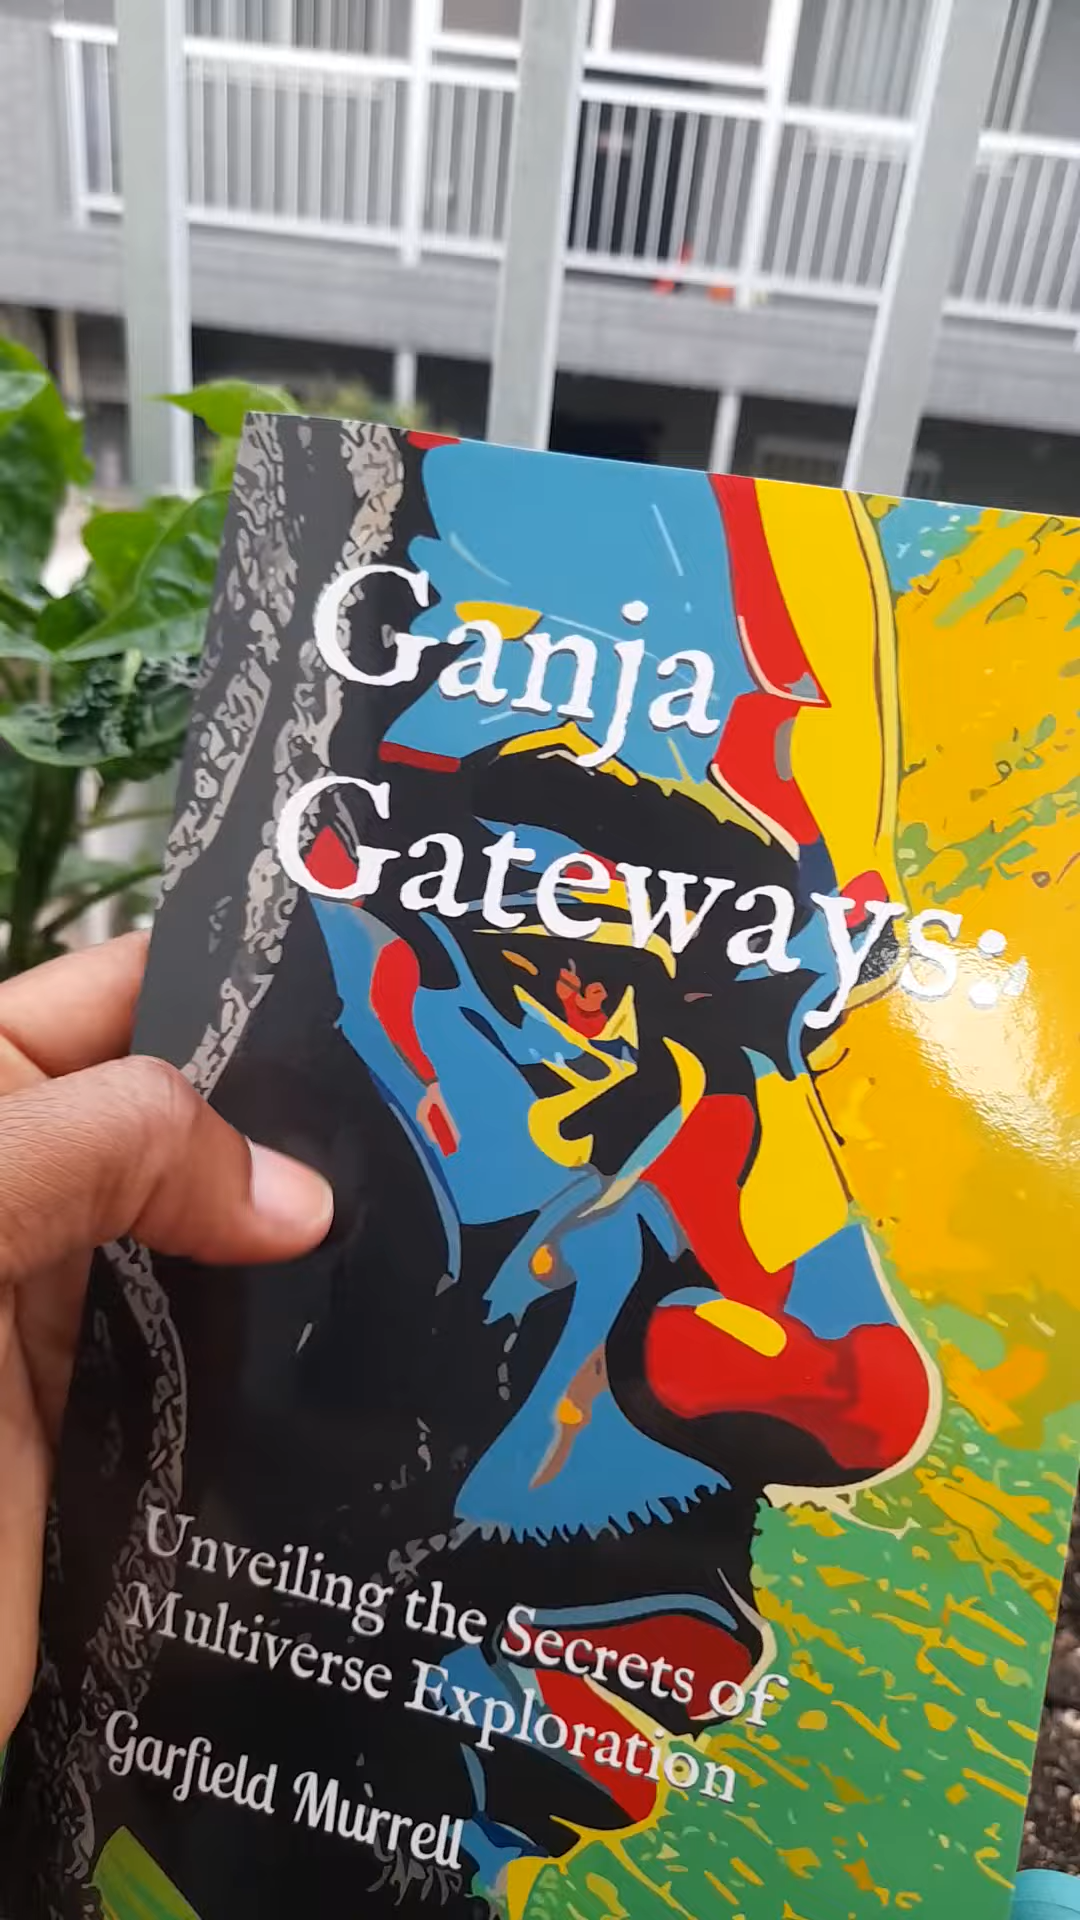 Ganja
Gateways:
Unveiling the Secrets of
Multiverse Exploration
Garfield Murrell